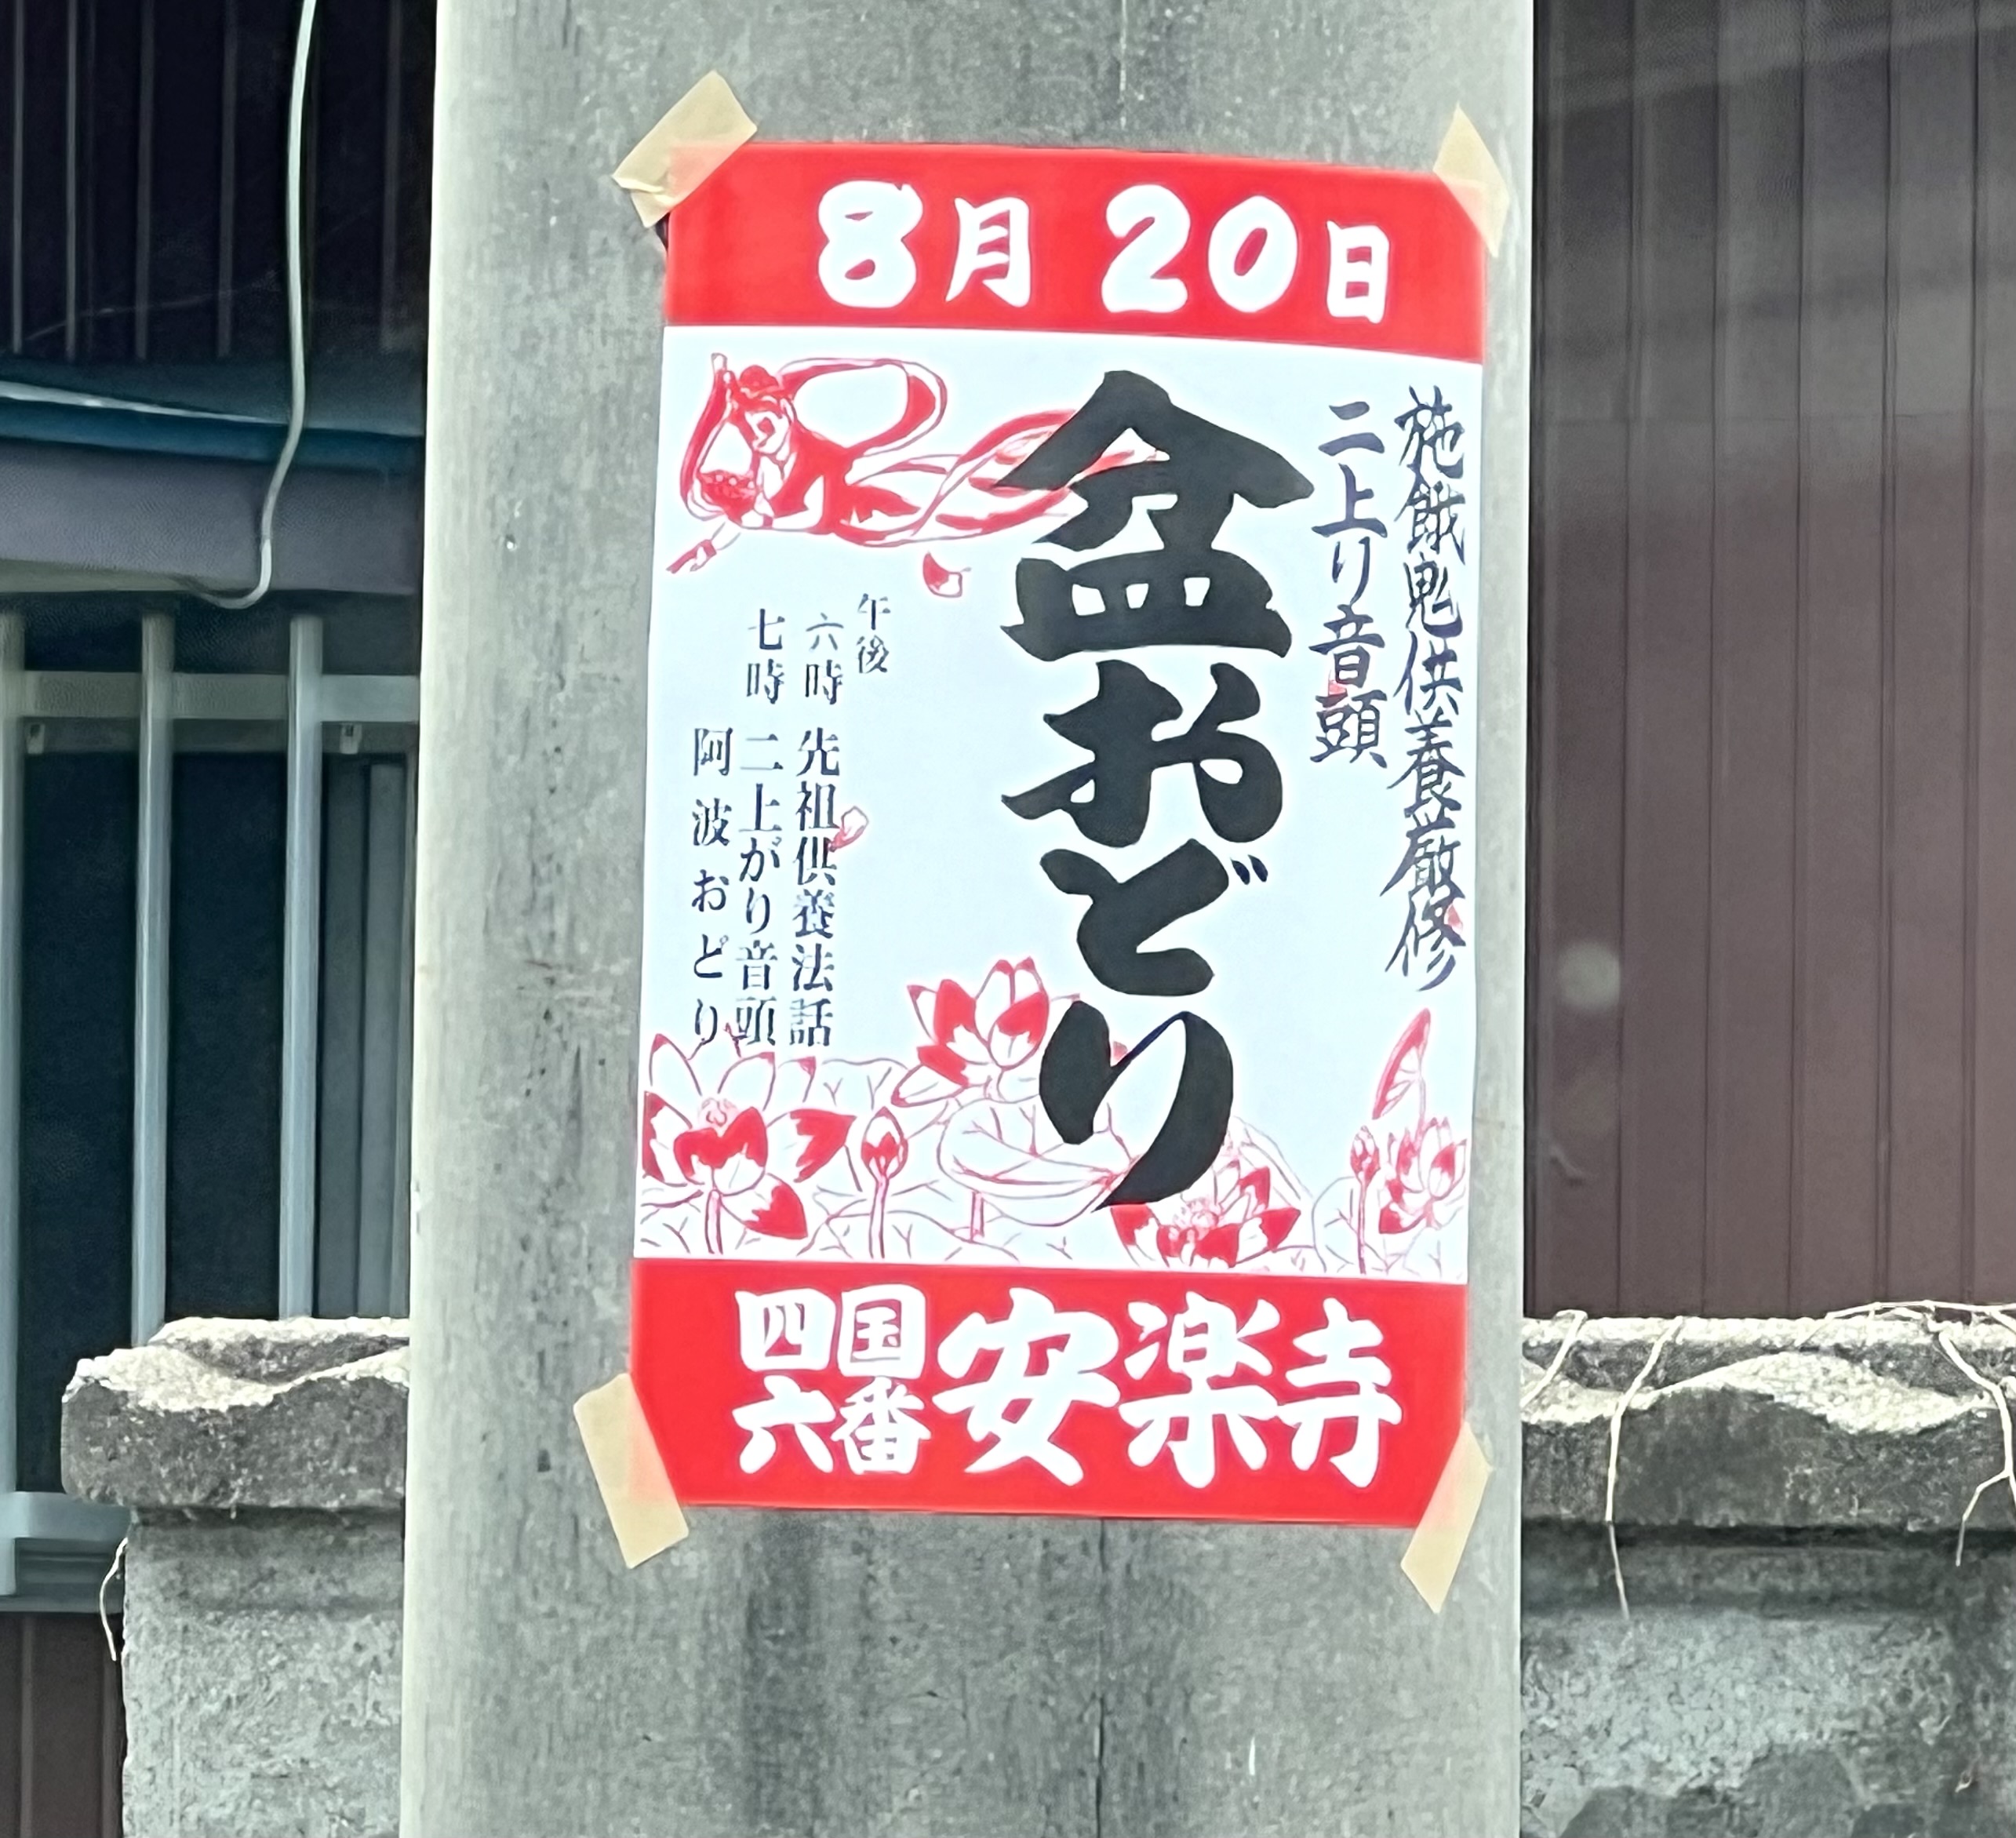 8月20日
施餓鬼供養厳修
二上り音頭
盆おどり
午後
六時 先祖供養法話
七時 二上がり音頭
阿波おどり
四国六番 安楽寺